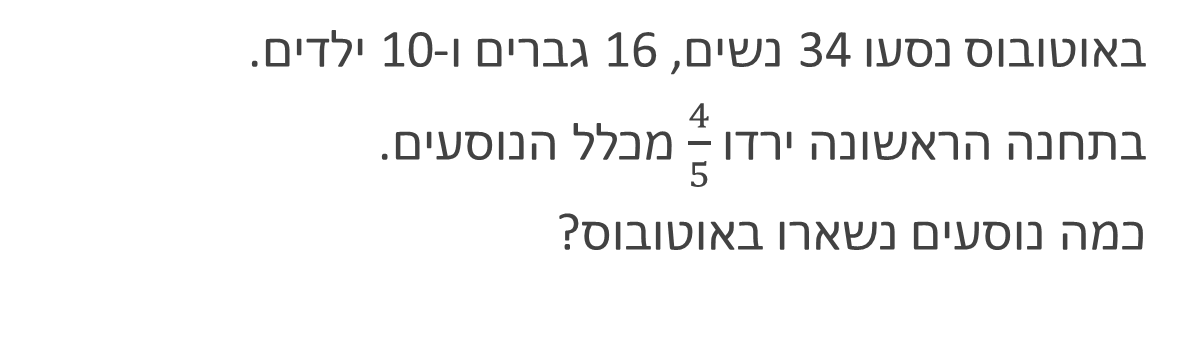 באוטובוס נסעו 34 נשים, 16 גברים ו-10 ילדים.
בתחנה הראשונה ירדו 4/5 מכלל הנוסעים.
כמה נוסעים נשארו באוטובוס?